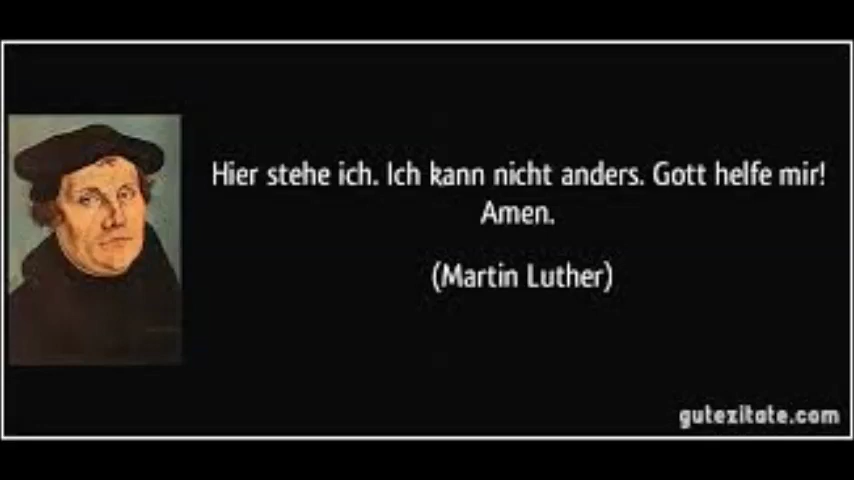 Hier stehe ich. Ich kann nicht anders. Gott helfe mir!
Amen.
(Martin Luther)
gutezitate.com